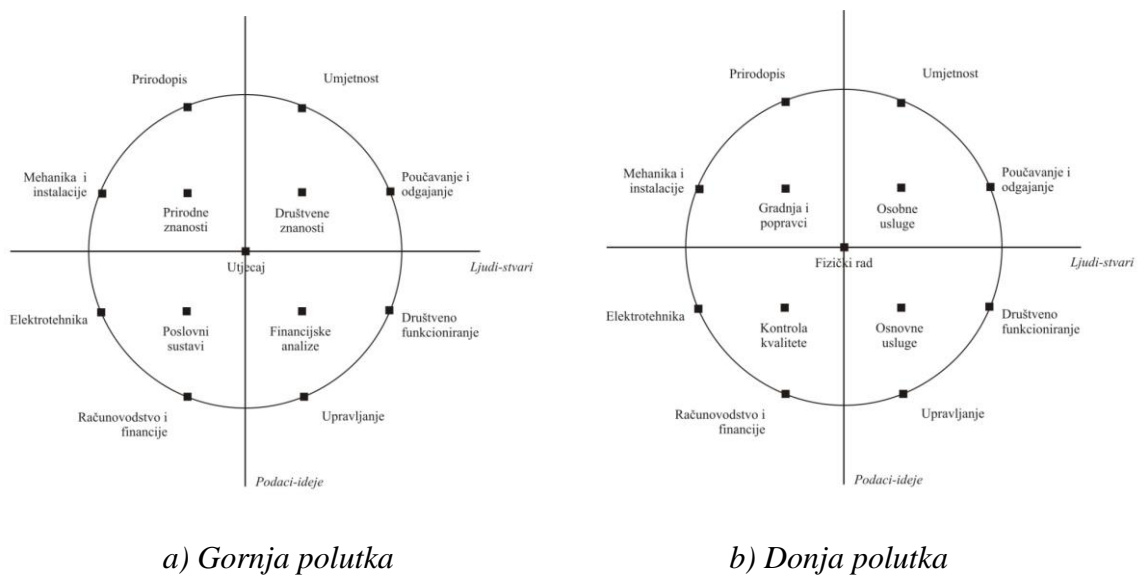 Prirodopis
Umjetnost
Mehanika i
instalacije
Poučavanje i
odgajanje
Prirodne
znanosti
Društvene
znanosti
Utjecaj
Ljudi-stvari
Elektrotehnika
Poslovni
sustavi
Financijske
analize
Društveno
funkcioniranje
Računovodstvo i
financije
Upravljanje
Podaci-ideje
a) Gornja polutka
Prirodopis
Umjetnost
Mehanika i
instalacije
Poučavanje i
odgajanje
Gradnja i
popravci
Osobne
usluge
Fizički rad
Ljudi-stvari
Elektrotehnika
Kontrola
kvalitete
Osnovne
usluge
Društveno
funkcioniranje
Računovodstvo i
financije
Upravljanje
Podaci-ideje
b) Donja polutka